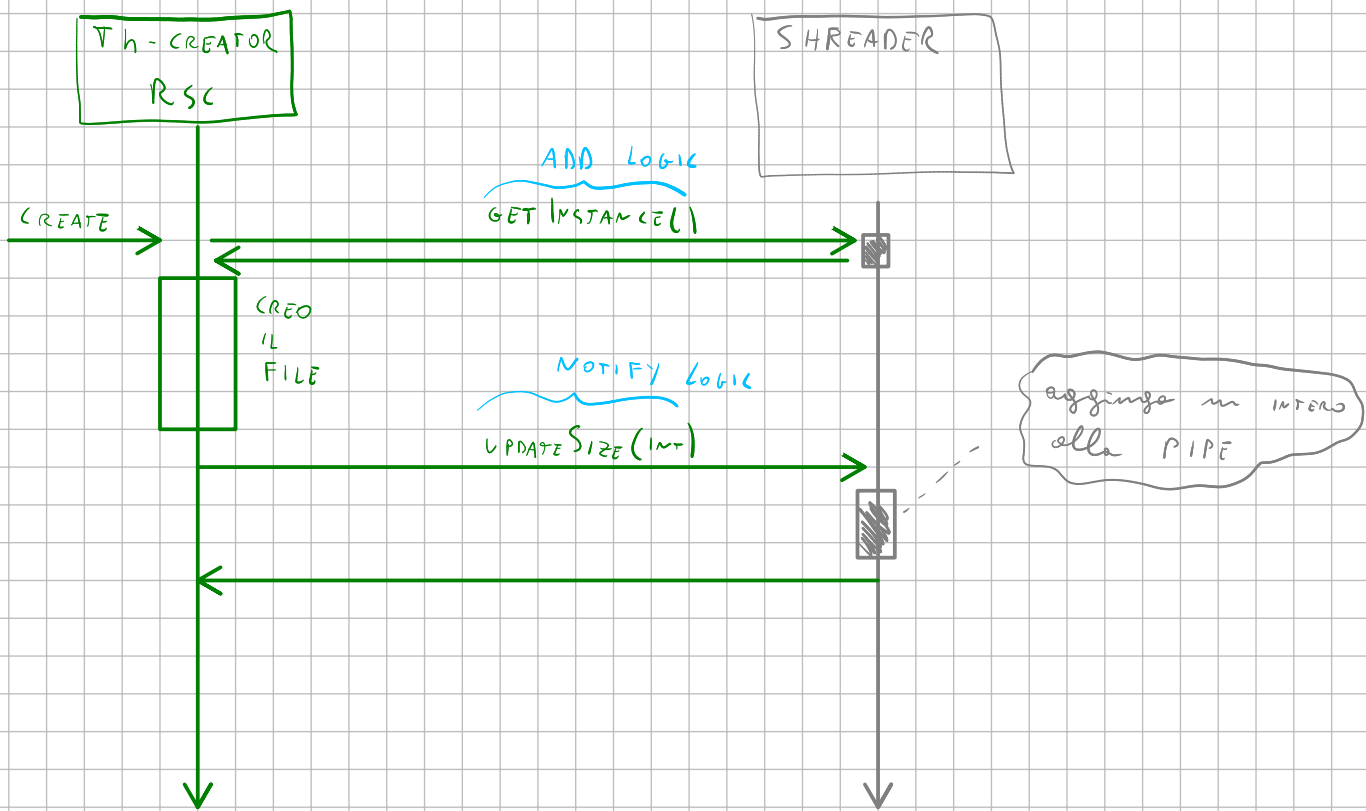 Th-CREATOR
RSC
SHREADER
ADD LOGIC
GET INSTANCE()
CREATE
CREO
IL
FILE
NOTIFY LOGIC
UPDATE SIZE (INT)
aggiungo un INTERO
alla PIPE